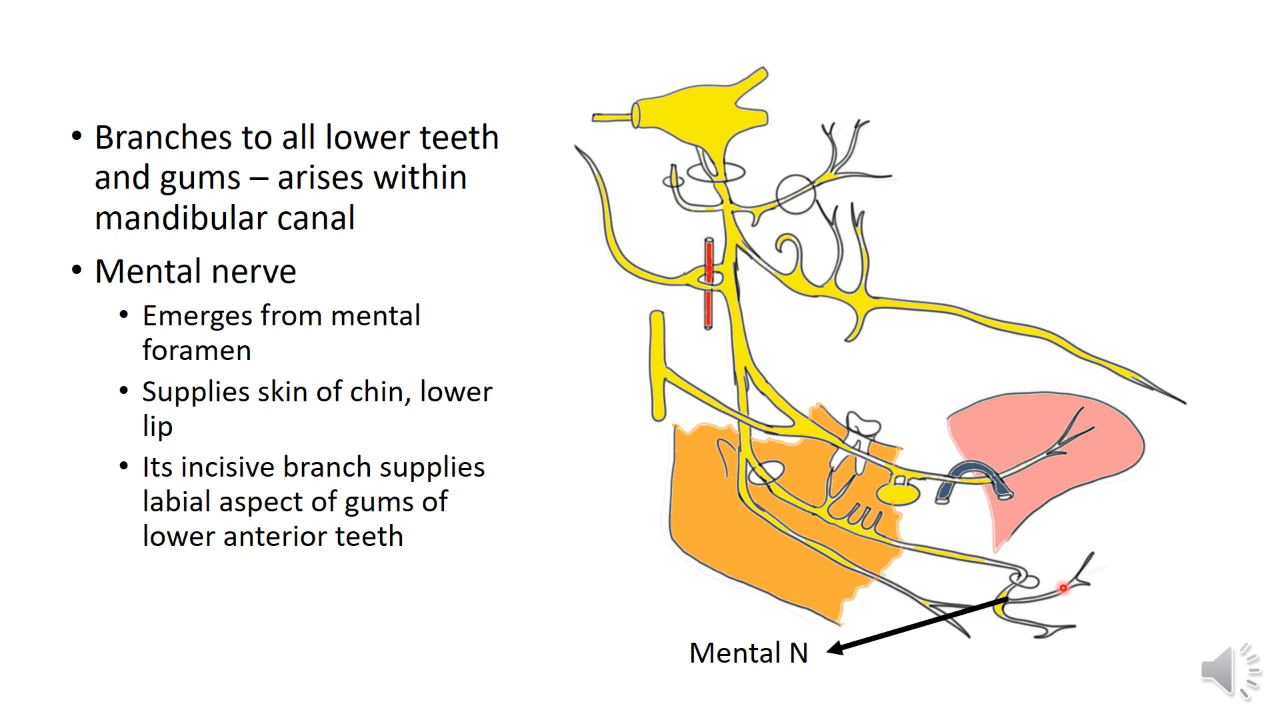 • Branches to all lower teeth
and gums – arises within
mandibular canal
• Mental nerve
• Emerges from mental
foramen
• Supplies skin of chin, lower
lip
• Its incisive branch supplies
labial aspect of gums of
lower anterior teeth
Mental N